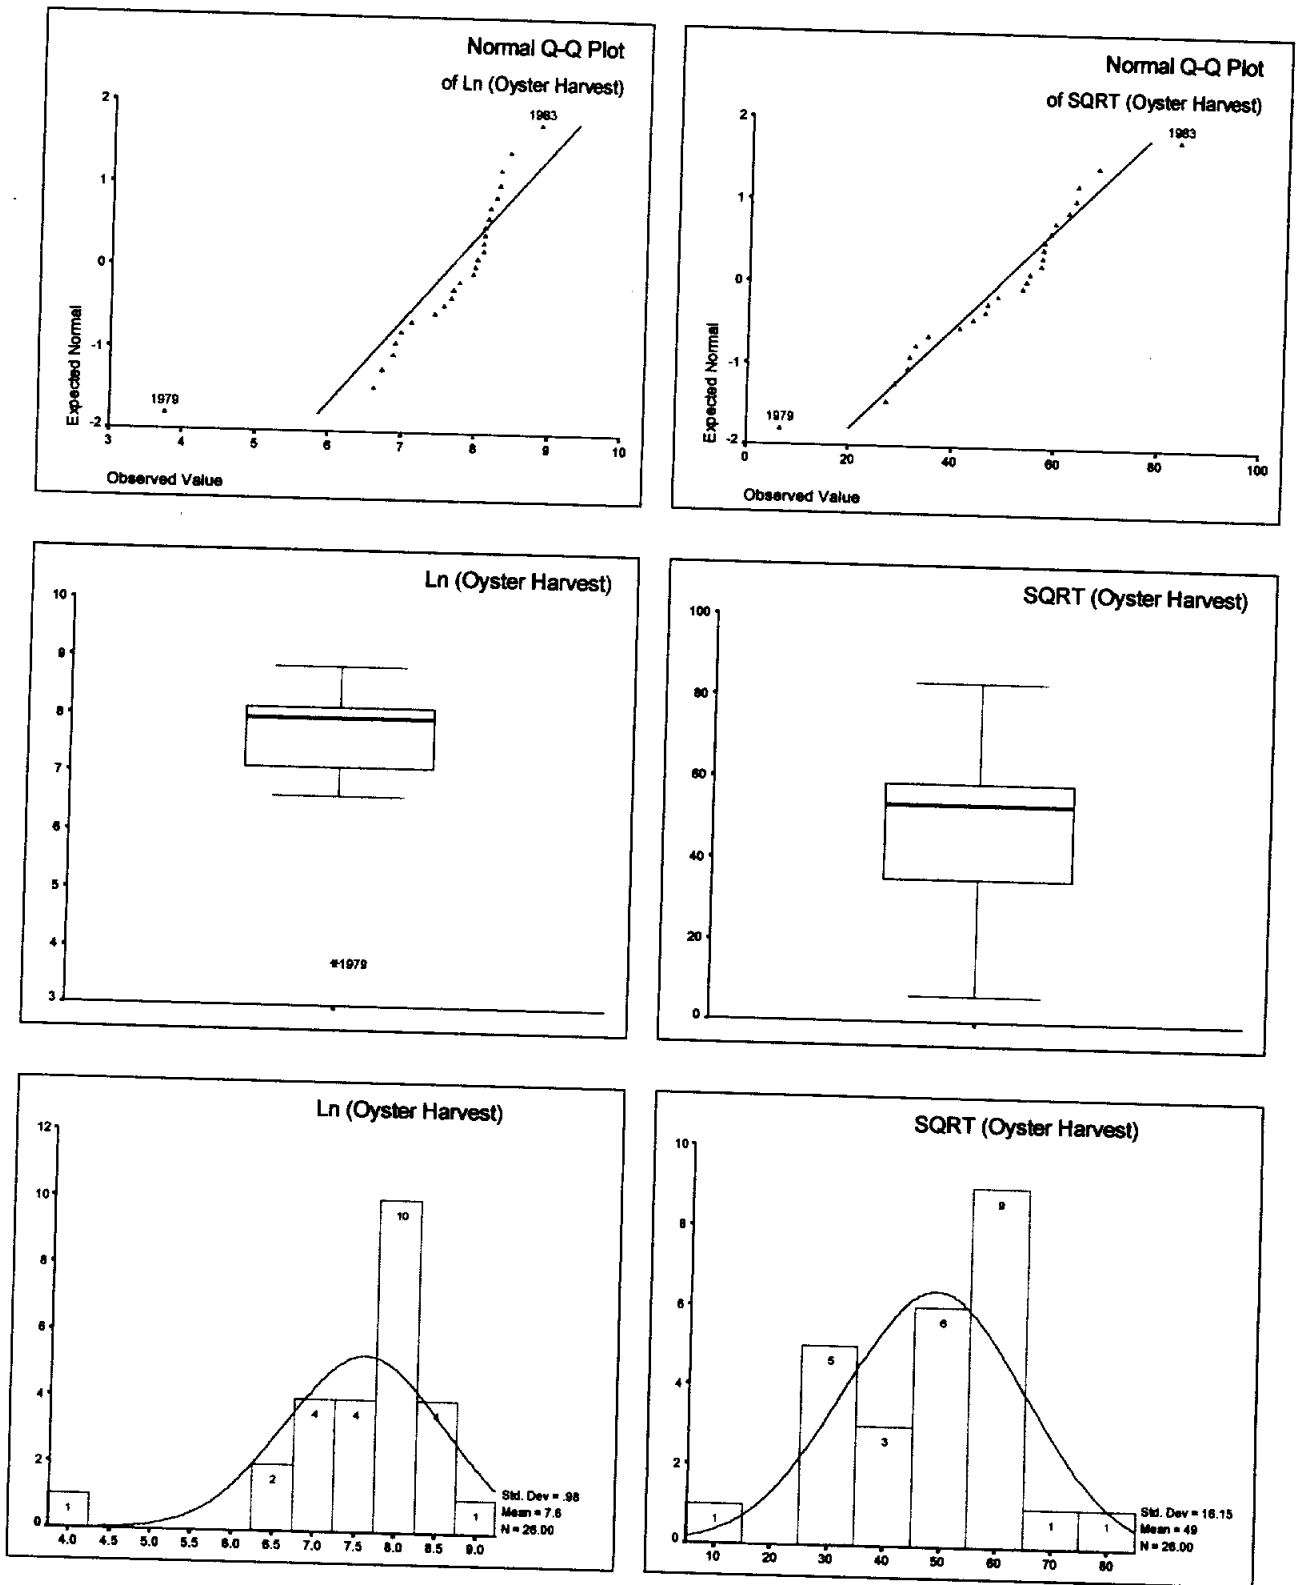 Normal Q-Q Plot
of Ln (Oyster Harvest)
2
1
0
-1
-2
Expected Normal
1983
1979
3 4 5 6 7 8 9 10
Observed Value
Normal Q-Q Plot
of SQRT (Oyster Harvest)
2
1
0
-1
-2
Expected Normal
1983
1979
0 20 40 60 80 100
Observed Value
Ln (Oyster Harvest)
10
9
8
7
6
5
4
3
*1979
SQRT (Oyster Harvest)
100
80
60
40
20
0
Ln (Oyster Harvest)
12
10
8
6
4
2
0
1
2
4
4
10
4
1
4.0 4.5 5.0 5.5 6.0 6.5 7.0 7.5 8.0 8.5 9.0
Std. Dev = .98
Mean = 7.6
N = 26.00
SQRT (Oyster Harvest)
10
8
6
4
2
0
1
5
3
6
9
1
1
10 20 30 40 50 60 70 80
Std. Dev = 16.15
Mean = 49
N = 26.00